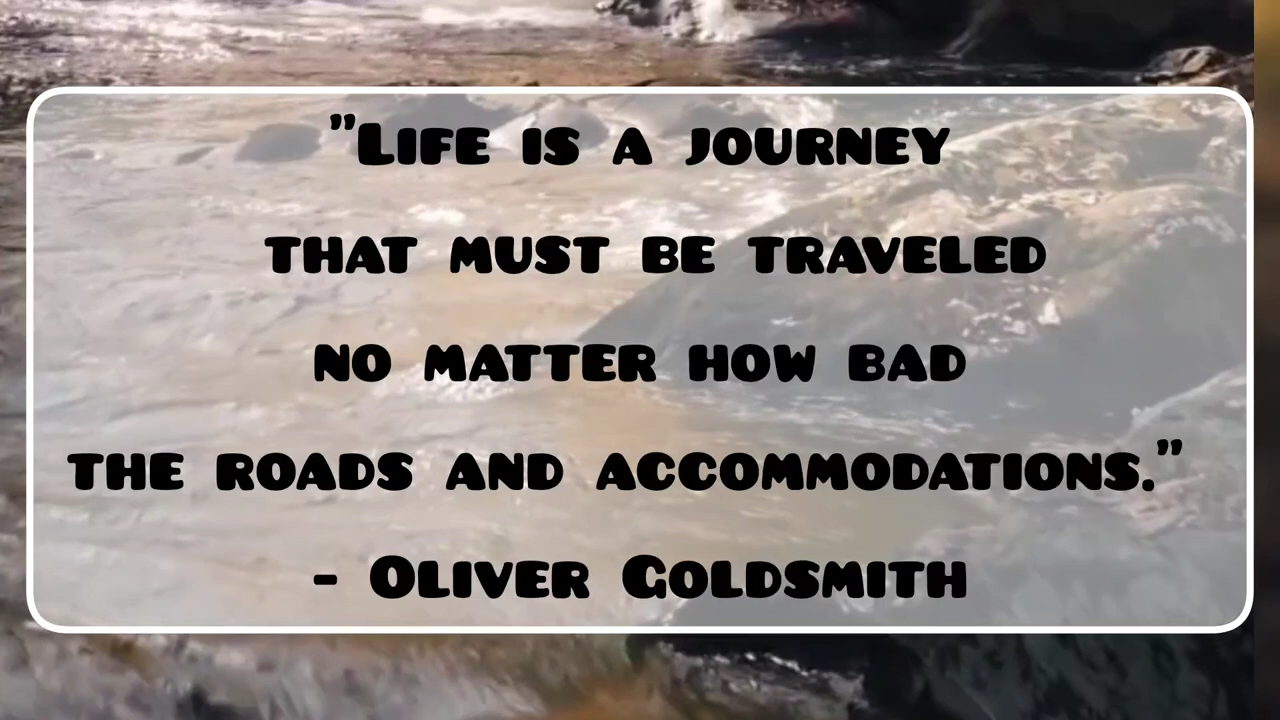 "Life is a journey
that must be traveled
no matter how bad
the roads and accommodations."
- Oliver Goldsmith